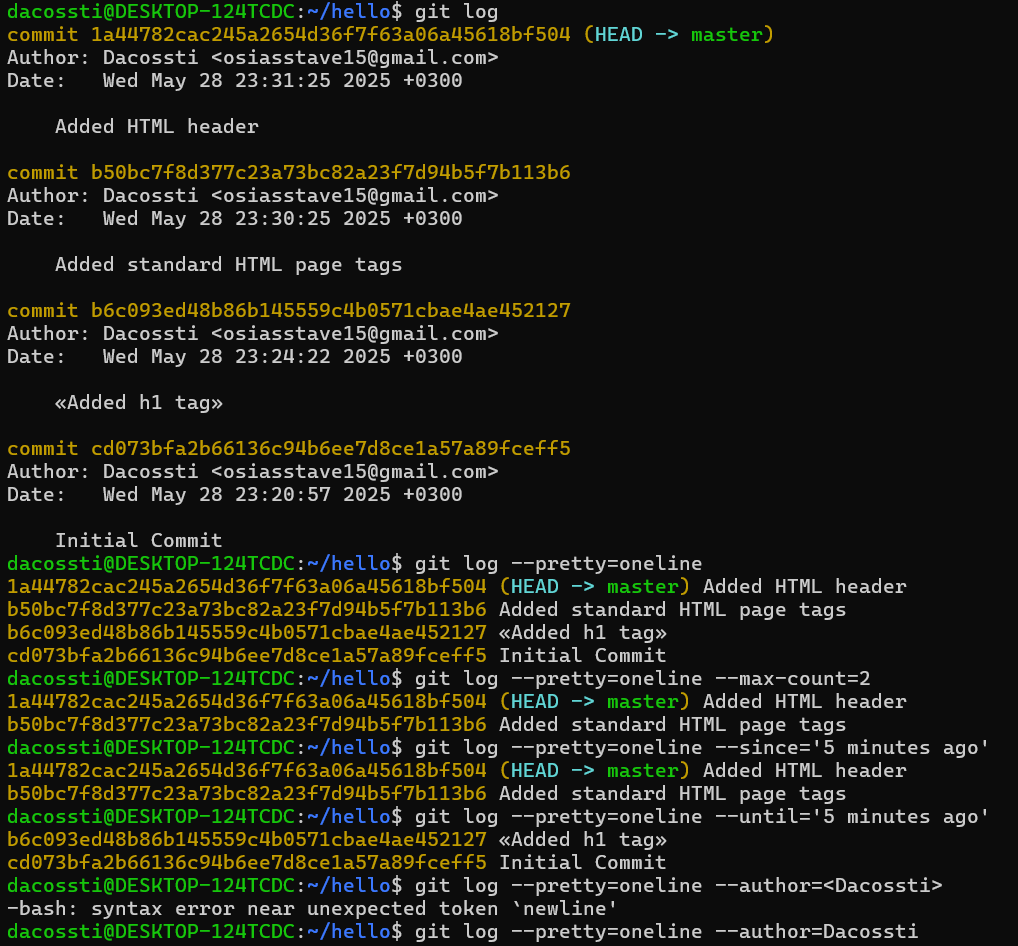 dacossti@DESKTOP-124TCDC:~/hello$ git log
commit 1a44782cac245a2654d36f7f63a06a45618bf504 (HEAD -> master)
Author: Dacossti <osiasstave15@gmail.com>
Date:   Wed May 28 23:31:25 2025 +0300

    Added HTML header

commit b50bc7f8d377c23a73bc82a23f7d94b5f7b113b6
Author: Dacossti <osiasstave15@gmail.com>
Date:   Wed May 28 23:30:25 2025 +0300

    Added standard HTML page tags

commit b6c093ed48b86b145559c4b0571cbae4ae452127
Author: Dacossti <osiasstave15@gmail.com>
Date:   Wed May 28 23:24:22 2025 +0300

    «Added h1 tag»

commit cd073bfa2b66136c94b6ee7d8ce1a57a89fceff5
Author: Dacossti <osiasstave15@gmail.com>
Date:   Wed May 28 23:20:57 2025 +0300

    Initial Commit
dacossti@DESKTOP-124TCDC:~/hello$ git log --pretty=oneline
1a44782cac245a2654d36f7f63a06a45618bf504 (HEAD -> master) Added HTML header
b50bc7f8d377c23a73bc82a23f7d94b5f7b113b6 Added standard HTML page tags
b6c093ed48b86b145559c4b0571cbae4ae452127 «Added h1 tag»
cd073bfa2b66136c94b6ee7d8ce1a57a89fceff5 Initial Commit
dacossti@DESKTOP-124TCDC:~/hello$ git log --pretty=oneline --max-count=2
1a44782cac245a2654d36f7f63a06a45618bf504 (HEAD -> master) Added HTML header
b50bc7f8d377c23a73bc82a23f7d94b5f7b113b6 Added standard HTML page tags
dacossti@DESKTOP-124TCDC:~/hello$ git log --pretty=oneline --since='5 minutes ago'
1a44782cac245a2654d36f7f63a06a45618bf504 (HEAD -> master) Added HTML header
b50bc7f8d377c23a73bc82a23f7d94b5f7b113b6 Added standard HTML page tags
dacossti@DESKTOP-124TCDC:~/hello$ git log --pretty=oneline --until='5 minutes ago'
b6c093ed48b86b145559c4b0571cbae4ae452127 «Added h1 tag»
cd073bfa2b66136c94b6ee7d8ce1a57a89fceff5 Initial Commit
dacossti@DESKTOP-124TCDC:~/hello$ git log --pretty=oneline --author=<Dacossti>
-bash: syntax error near unexpected token `newline'
dacossti@DESKTOP-124TCDC:~/hello$ git log --pretty=oneline --author=Dacossti